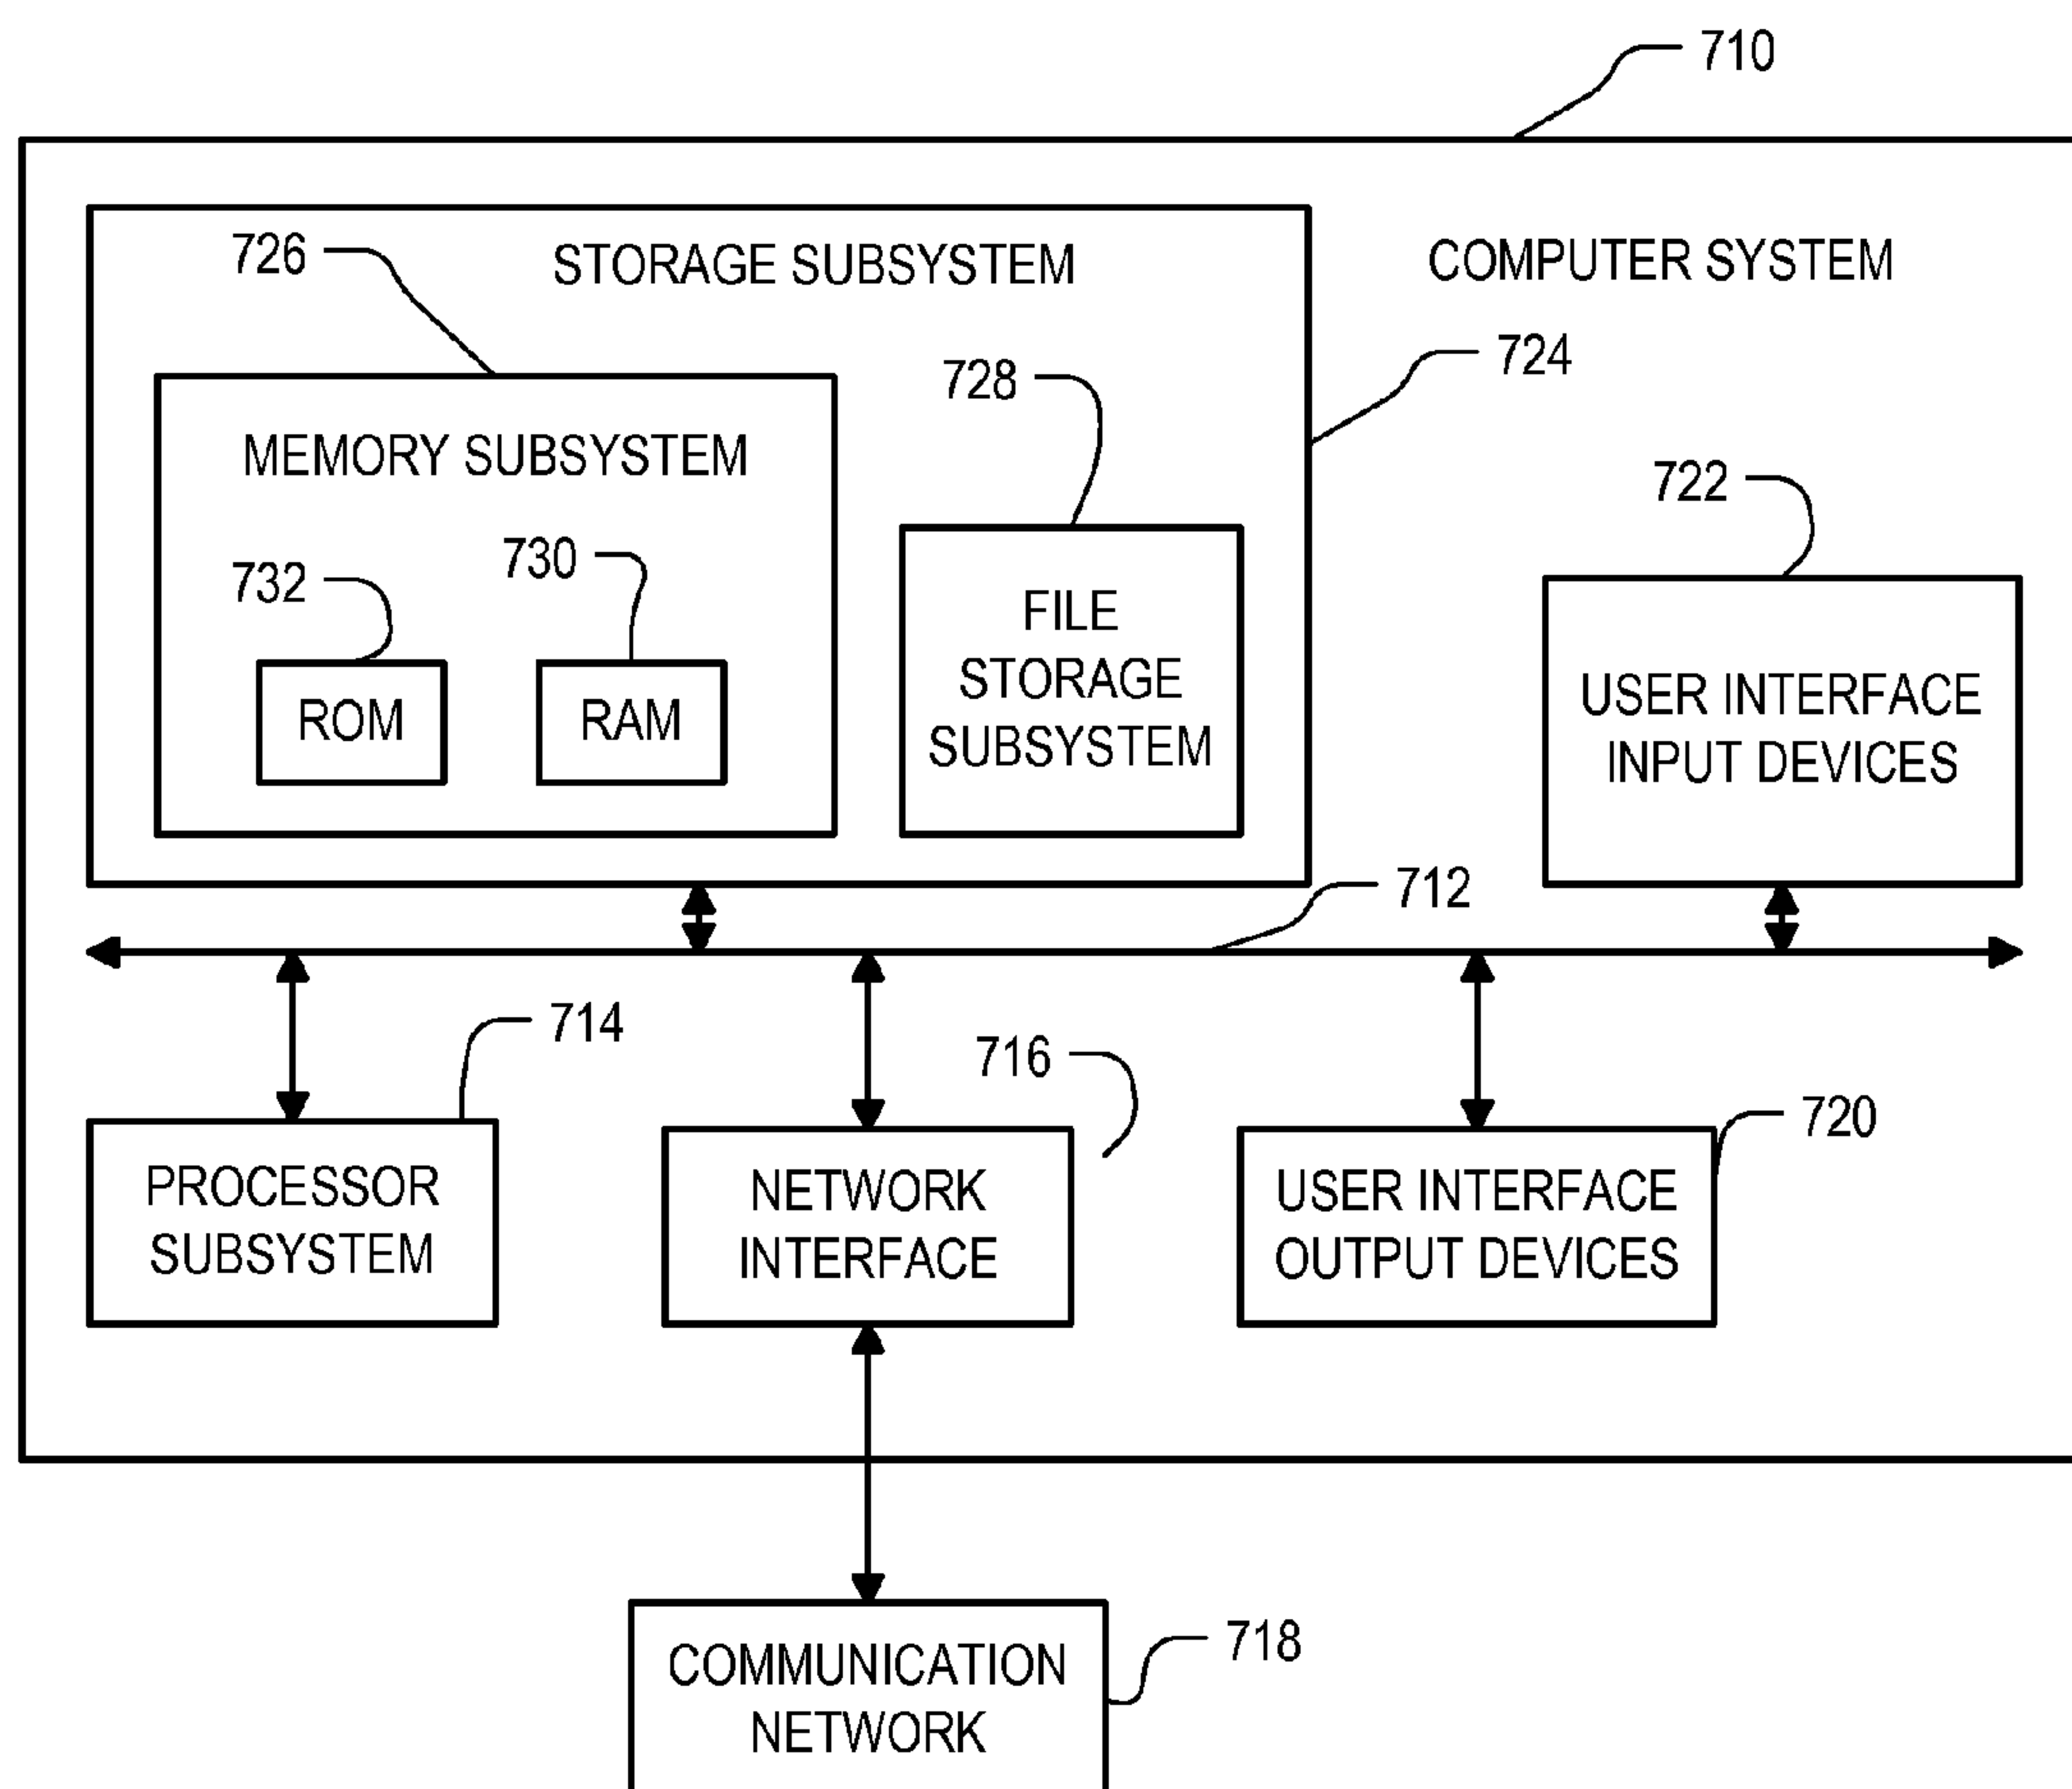 710
726
STORAGE SUBSYSTEM
COMPUTER SYSTEM
724
728
MEMORY SUBSYSTEM
722
732
730
FILE
STORAGE
SUBSYSTEM
ROM
RAM
USER INTERFACE
INPUT DEVICES
712
714
716
720
PROCESSOR
SUBSYSTEM
NETWORK
INTERFACE
USER INTERFACE
OUTPUT DEVICES
718
COMMUNICATION
NETWORK